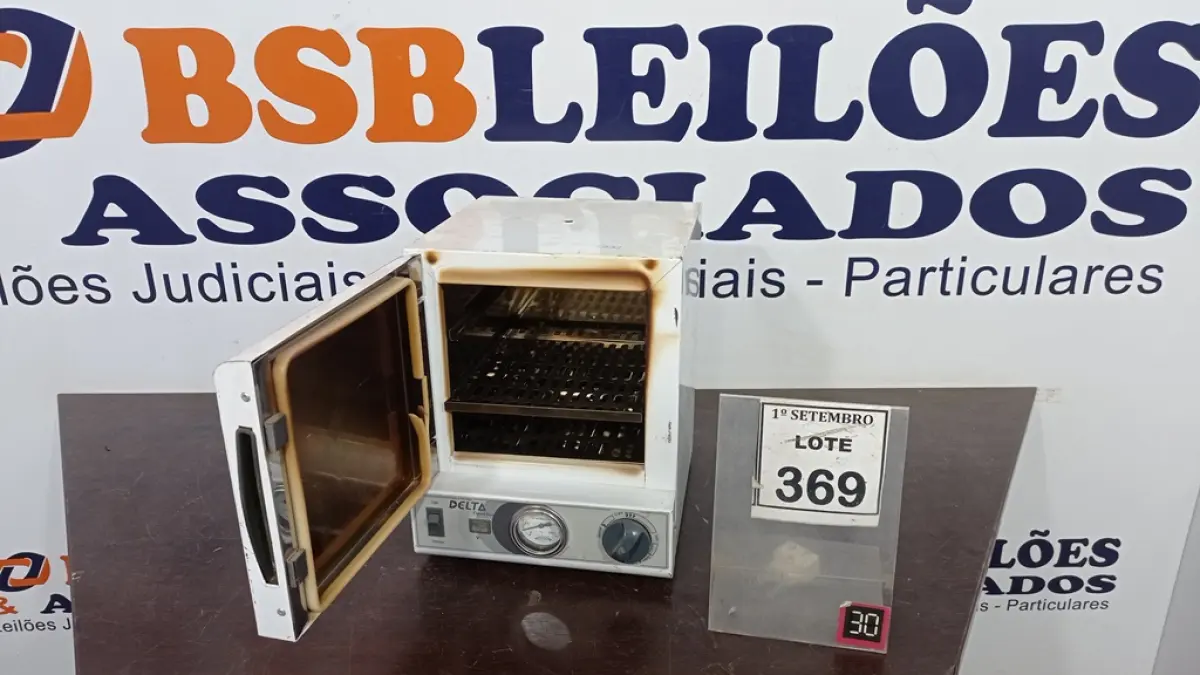 BSBLEILÕES
ASSOCIADOS
lões Judiciais
iais - Particulares
1º SETEMBRO
LOTE
369
DELTA
30
LÕES
ADOS
s - Particulares
& A
eilões J